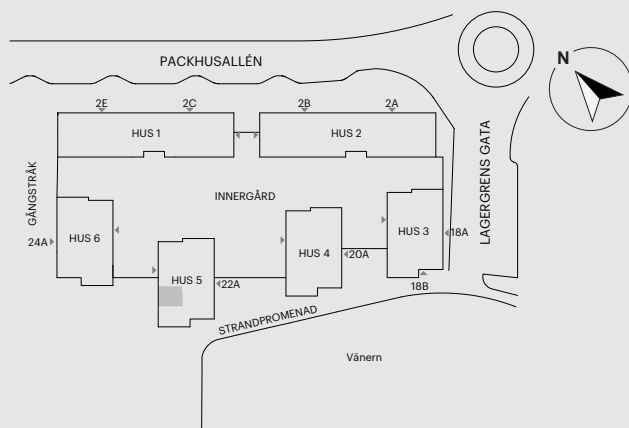 PACKHUSALLÉN
N
2E
2C
2B
2A
HUS 1
HUS 2
LAGERGRENS GATA
GÅNGSTRÅK
INNERGÅRD
24A
HUS 6
HUS 5
22A
HUS 4
20A
HUS 3
18A
18B
STRANDPROMENAD
Vänern